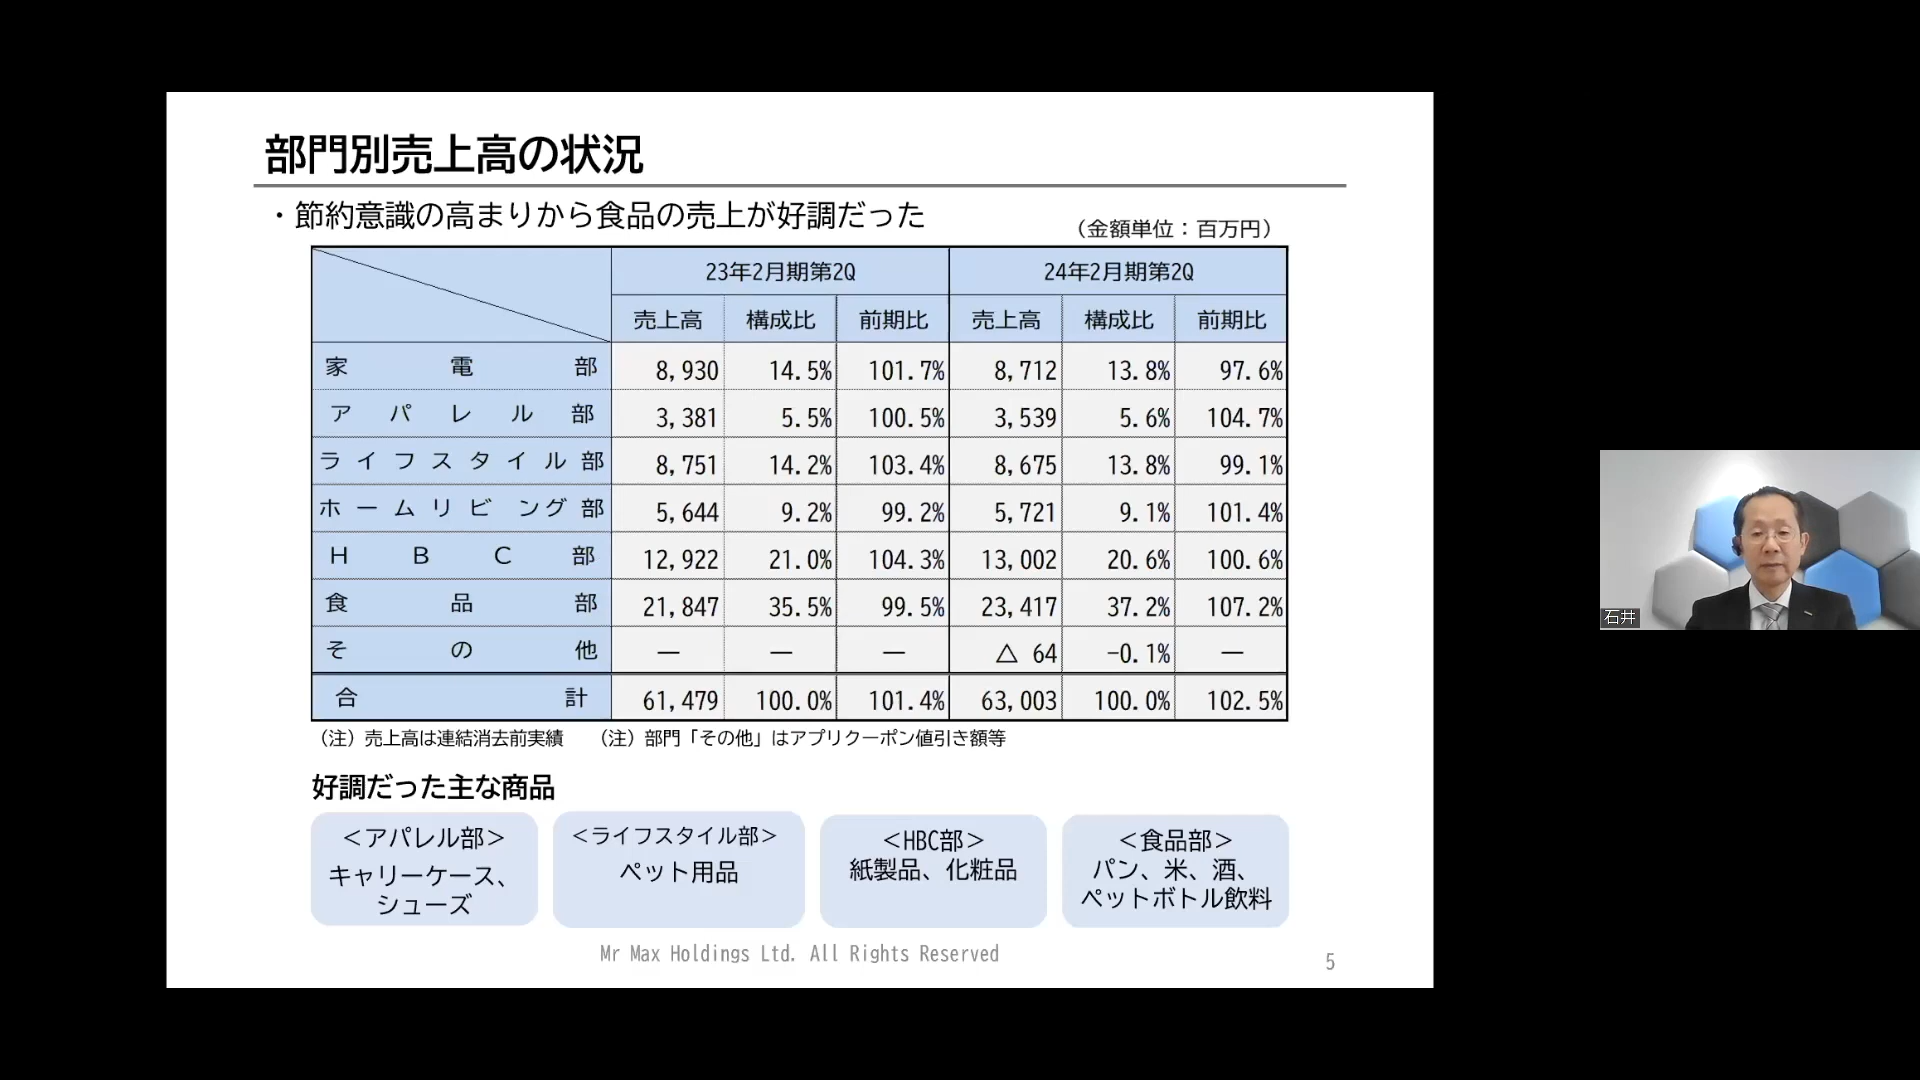 部門別売上高の状況
・節約意識の高まりから食品の売上が好調だった
（金額単位：百万円）
23年2月期第2Q 24年2月期第2Q
売上高 構成比 前期比 売上高 構成比 前期比
家電部 8,930 14.5% 101.7% 8,712 13.8% 97.6%
アパレル部 3,381 5.5% 100.5% 3,539 5.6% 104.7%
ライフスタイル部 8,751 14.2% 103.4% 8,675 13.8% 99.1%
ホームリビング部 5,644 9.2% 99.2% 5,721 9.1% 101.4%
HBC部 12,922 21.0% 104.3% 13,002 20.6% 100.6%
食品部 21,847 35.5% 99.5% 23,417 37.2% 107.2%
その他 ― ― ― △ 64 -0.1% ―
合計 61,479 100.0% 101.4% 63,003 100.0% 102.5%
（注）売上高は連結消去前実績 （注）部門「その他」はアプリクーポン値引き額等
好調だった主な商品
＜アパレル部＞
キャリーケース、
シューズ
＜ライフスタイル部＞
ペット用品
＜HBC部＞
紙製品、化粧品
＜食品部＞
パン、米、酒、
ペットボトル飲料
Mr Max Holdings Ltd. All Rights Reserved
5
石井